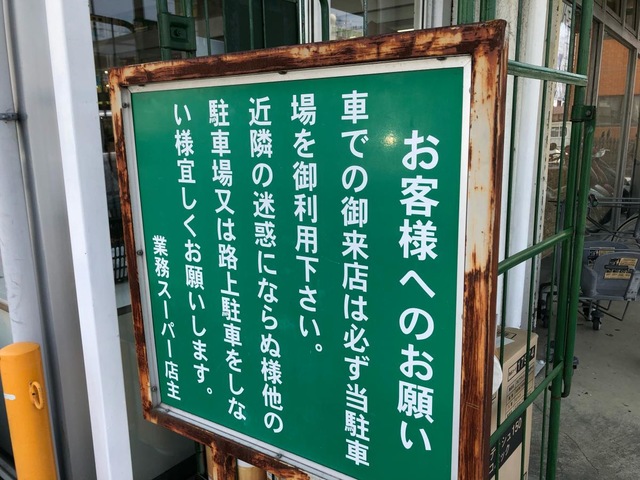 お客様へのお願い
車での御来店は必ず当駐車
場を御利用下さい。
近隣の迷惑にならぬ様他の
駐車場又は路上駐車をしな
い様宜しくお願いします。
業務スーパー店主